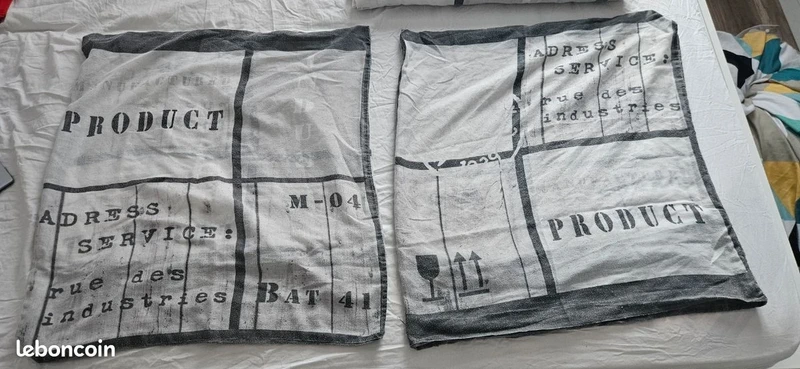 PRODUCT
ADRESS
SERVICE:
rue des
industries
M-04
BAT 41
ADRESS
SERVICE:
rue des
industries
PRODUCT
leboncoin